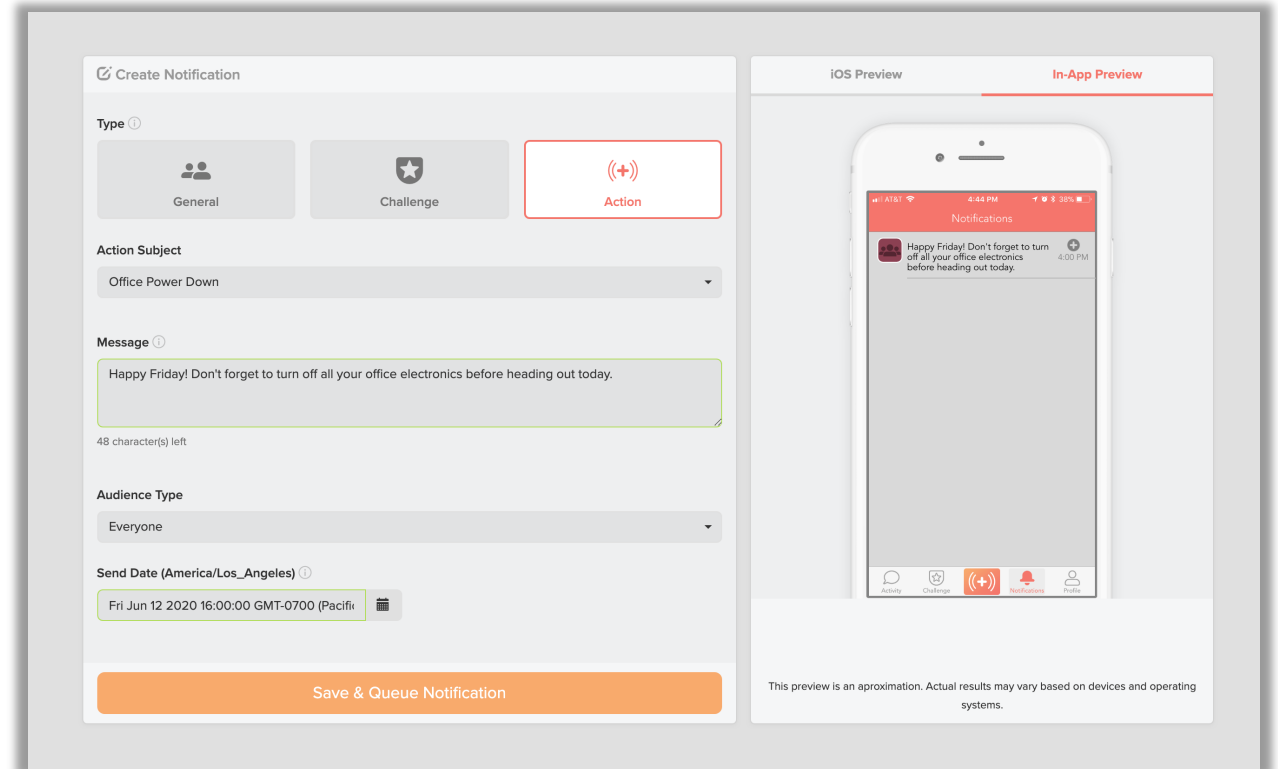 Create Notification
Type
General
Challenge
Action
Action Subject
Office Power Down
Message
Happy Friday! Don't forget to turn off all your office electronics before heading out today.
48 character(s) left
Audience Type
Everyone
Send Date (America/Los_Angeles)
Fri Jun 12 2020 16:00:00 GMT-0700 (Pacific
Save & Queue Notification
iOS Preview
In-App Preview
AT&T
4:44 PM
38%
Notifications
Happy Friday! Don't forget to turn
off all your office electronics
before heading out today.
4:00 PM
Activity
Challenge
Notifications
Profile
This preview is an aproximation. Actual results may vary based on devices and operating
systems.